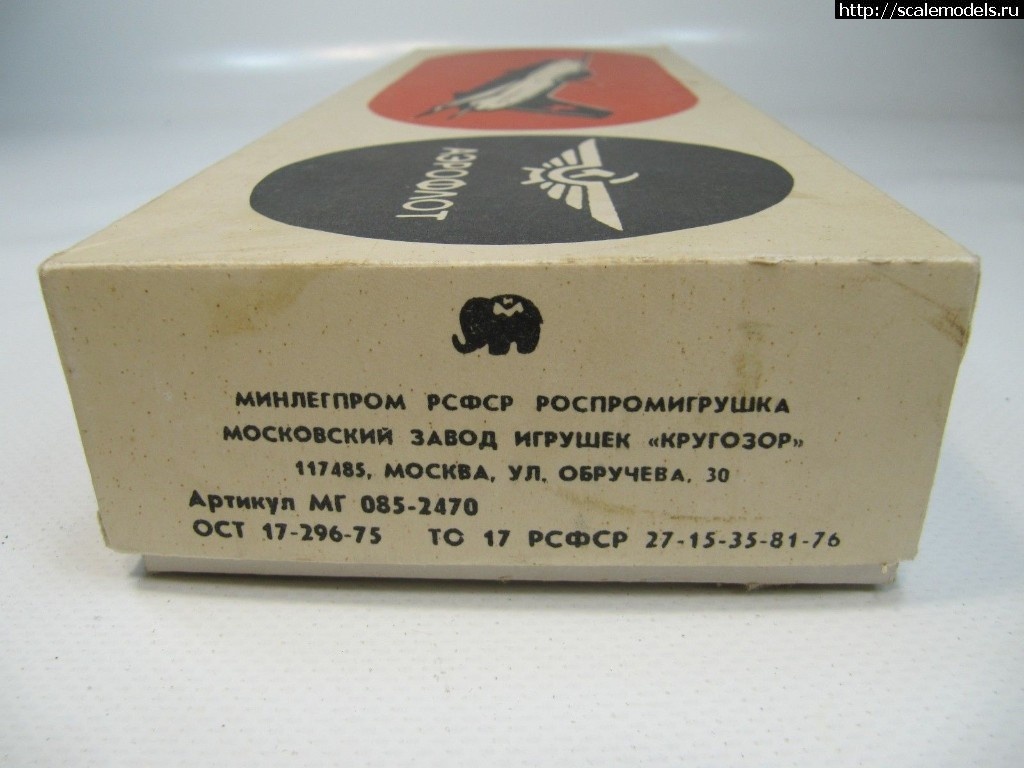 http://scalemodels.ru
АЭРОФЛОТ
МИНЛЕГПРОМ РСФСР РОСПРОМИГРУШКА
МОСКОВСКИЙ ЗАВОД ИГРУШЕК «КРУГОЗОР»
117485, МОСКВА, УЛ. ОБРУЧЕВА, 30
Артикул МГ 085-2470
ОСТ 17-296-75 ТС 17 РСФСР 27-15-35-81-76